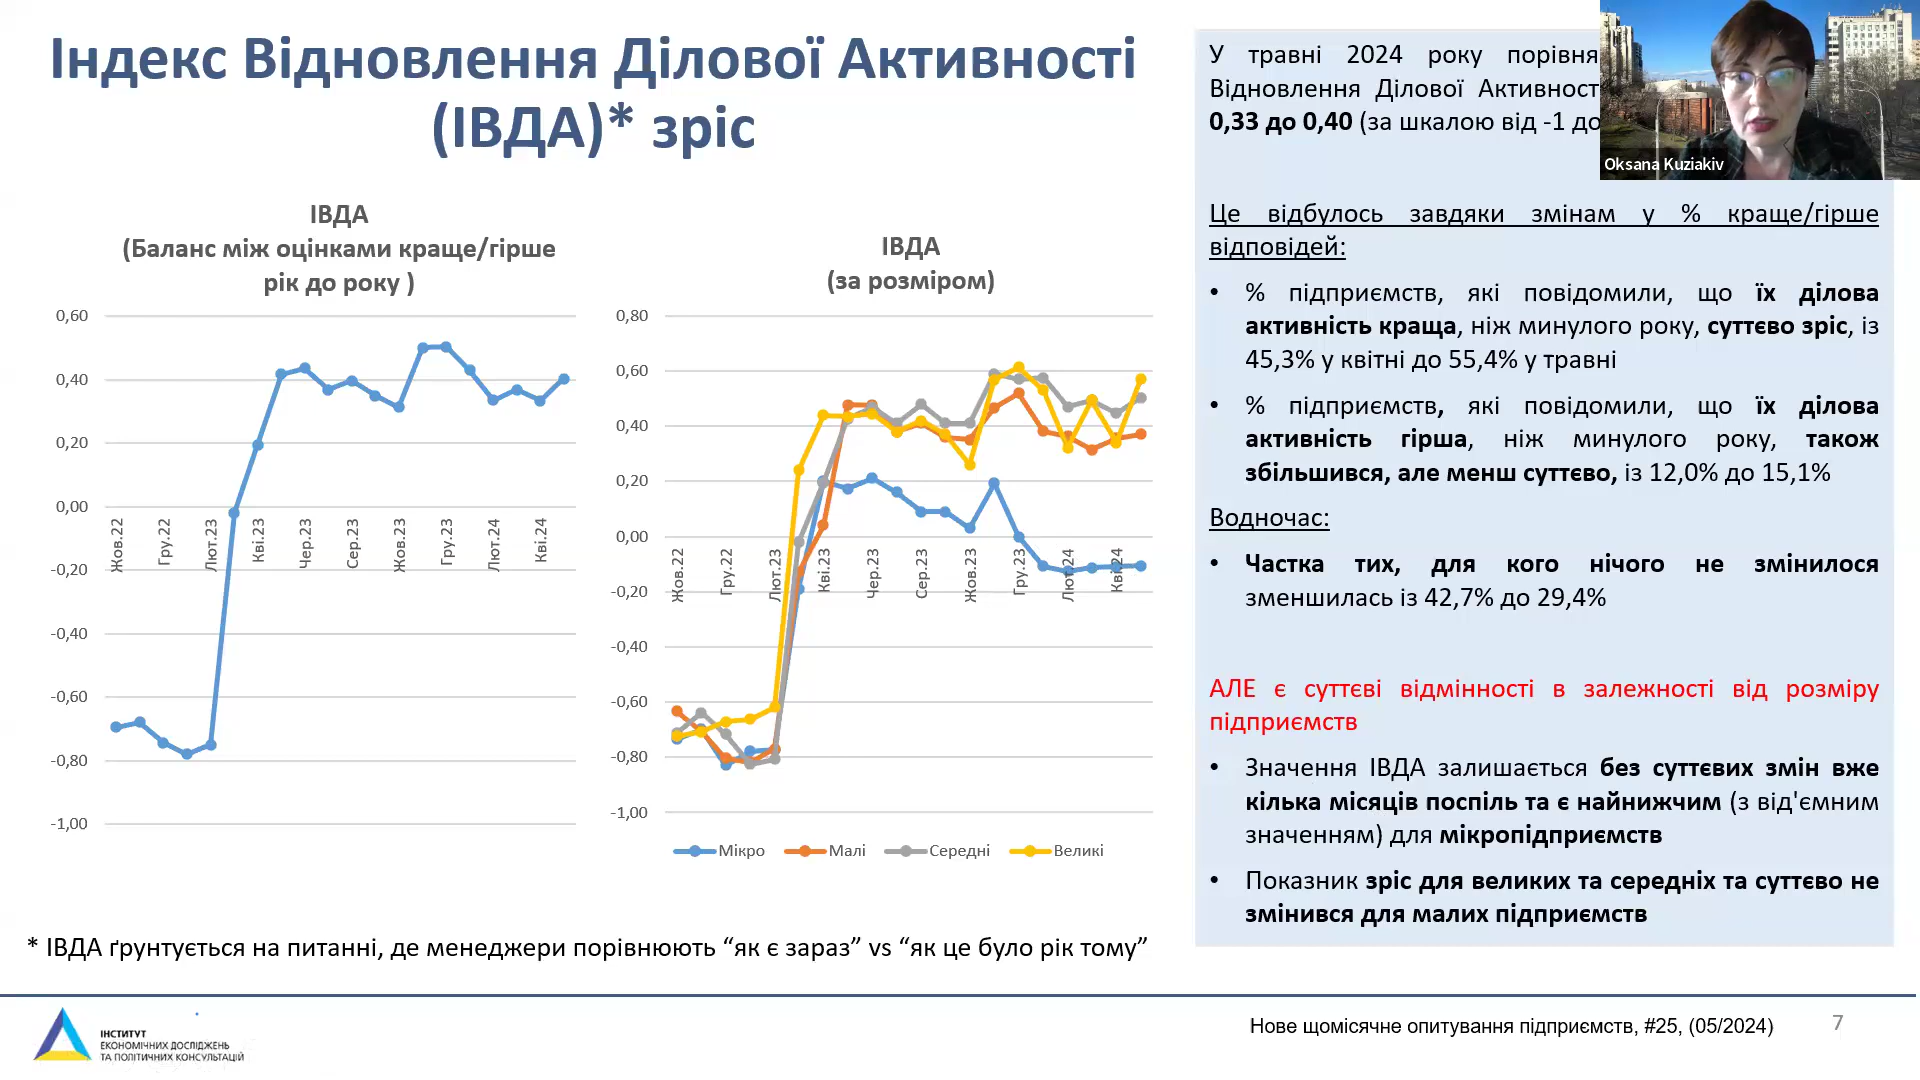 Індекс Відновлення Ділової Активності
(ІВДА)* зріс
ІВДА
(Баланс між оцінками краще/гірше
рік до року )
0,60
0,40
0,20
0,00
-0,20
-0,40
-0,60
-0,80
-1,00
Жов.22
Гру.22
Лют.23
Кві.23
Чер.23
Сер.23
Жов.23
Гру.23
Лют.24
Кві.24
ІВДА
(за розміром)
0,80
0,60
0,40
0,20
0,00
-0,20
-0,40
-0,60
-0,80
-1,00
Жов.22
Гру.22
Лют.23
Кві.23
Чер.23
Сер.23
Жов.23
Гру.23
Лют.24
Кві.24
Мікро
Малі
Середні
Великі
* ІВДА ґрунтується на питанні, де менеджери порівнюють “як є зараз” vs “як це було рік тому”
У травні 2024 року
Відновлення Ділової
0,33 до 0,40 (за шкалою від -1 до
Oksana Kuziakiv
Це відбулось завдяки змінам у % краще/гірше
відповідей:
• % підприємств, які повідомили, що їх ділова
активність краща, ніж минулого року, суттєво зріс, із
45,3% у квітні до 55,4% у травні
• % підприємств, які повідомили, що їх ділова
активність гірша, ніж минулого року, також
збільшився, але менш суттєво, із 12,0% до 15,1%
Водночас:
• Частка тих, для кого нічого не змінилося
зменшилась із 42,7% до 29,4%
АЛЕ є суттєві відмінності в залежності від розміру
підприємств
• Значення ІВДА залишається без суттєвих змін вже
кілька місяців поспіль та є найнижчим (з від'ємним
значенням) для мікропідприємств
• Показник зріс для великих та середніх та суттєво не
змінився для малих підприємств
ІНСТИТУТ
ЕКОНОМІЧНИХ ДОСЛІДЖЕНЬ
ТА ПОЛІТИЧНИХ КОНСУЛЬТАЦІЙ
Нове щомісячне опитування підприємств, #25, (05/2024)
7